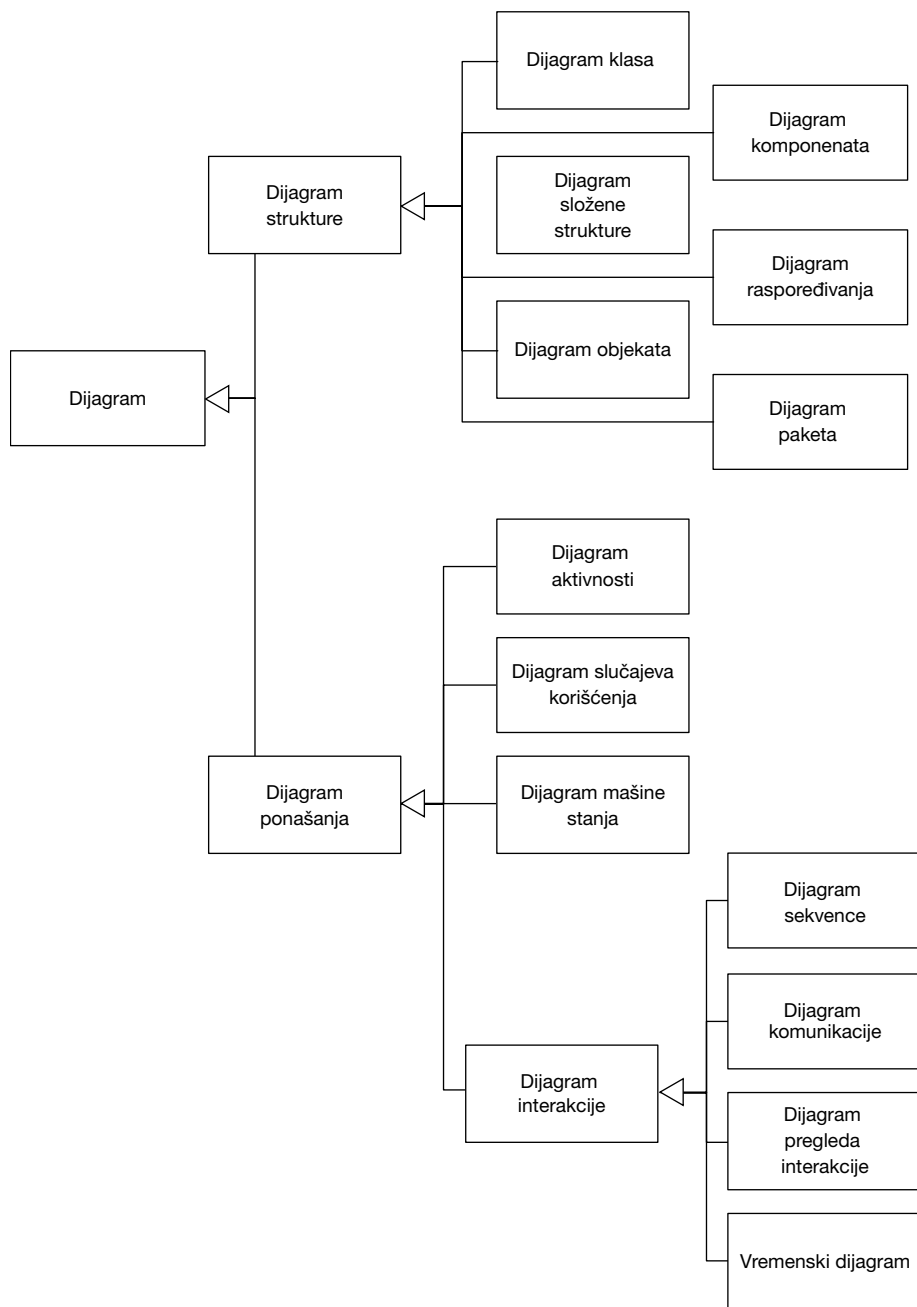 Dijagram klasa
Dijagram
komponenata
Dijagram
strukture
Dijagram
složene
strukture
Dijagram
raspoređivanja
Dijagram objekata
Dijagram
Dijagram
paketa
Dijagram
aktivnosti
Dijagram slučajeva
korišćenja
Dijagram
ponašanja
Dijagram mašine
stanja
Dijagram
sekvence
Dijagram
komunikacije
Dijagram
interakcije
Dijagram
pregleda
interakcije
Vremenski dijagram